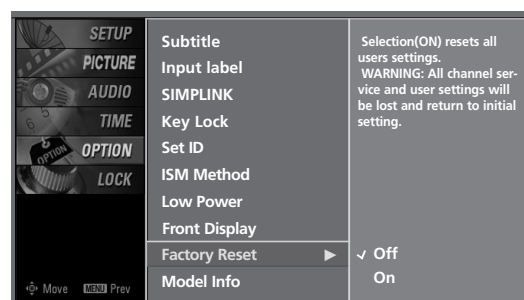 SETUP
PICTURE
AUDIO
TIME
OPTION
LOCK
Move MENU Prev
Subtitle
Input label
SIMPLINK
Key Lock
Set ID
ISM Method
Low Power
Front Display
Factory Reset
Model Info
Selection(ON) resets all
users settings.
WARNING: All channel ser-
vice and user settings will
be lost and return to initial
setting.
✓ Off
On